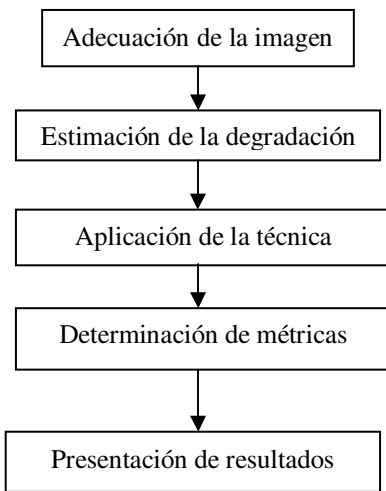 Adecuación de la imagen
Estimación de la degradación
Aplicación de la técnica
Determinación de métricas
Presentación de resultados